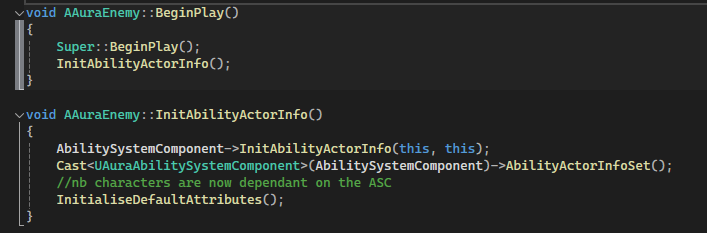 void AAuraEnemy::BeginPlay()
{
    Super::BeginPlay();
    InitAbilityActorInfo();
}
void AAuraEnemy::InitAbilityActorInfo()
{
    AbilitySystemComponent->InitAbilityActorInfo(this, this);
    Cast<UAuraAbilitySystemComponent>(AbilitySystemComponent)->AbilityActorInfoSet();
    //nb characters are now dependant on the ASC
    InitialiseDefaultAttributes();
}